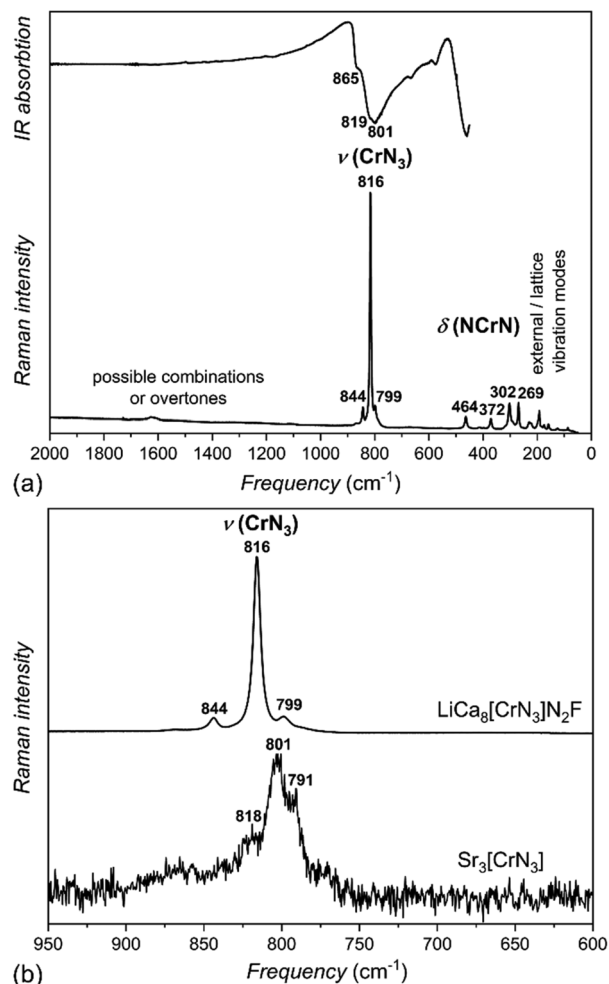 IR absorbtion
865
819
801
ν (CrN₃)
816
Raman intensity
possible combinations
or overtones
844
799
δ (NCrN)
external / lattice
vibration modes
464
372
302
269
2000 1800 1600 1400 1200 1000 800 600 400 200 0
(a)
Frequency (cm⁻¹)
ν (CrN₃)
816
844
799
LiCa₈[CrN₃]N₂F
Raman intensity
801
791
818
Sr₃[CrN₃]
950 900 850 800 750 700 650 600
(b)
Frequency (cm⁻¹)